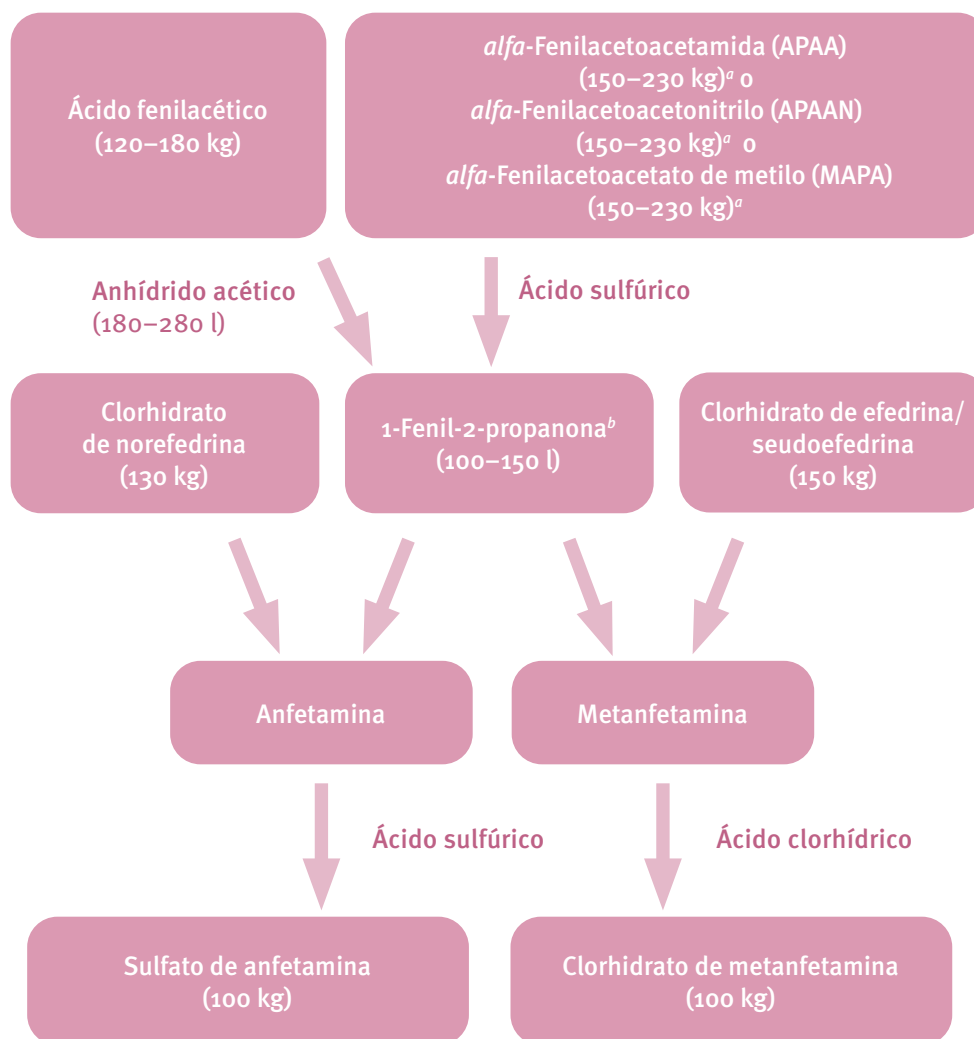 Ácido fenilacético
(120–180 kg)
alfa-Fenilacetoacetamida (APAA)
(150–230 kg)a o
alfa-Fenilacetoacetonitrilo (APAAN)
(150–230 kg)a o
alfa-Fenilacetoacetato de metilo (MAPA)
(150–230 kg)a
Anhídrido acético
(180–280 l)
Ácido sulfúrico
Clorhidrato
de norefedrina
(130 kg)
1-Fenil-2-propanonab
(100–150 l)
Clorhidrato de efedrina/
seudoefedrina
(150 kg)
Anfetamina
Metanfetamina
Ácido sulfúrico
Ácido clorhídrico
Sulfato de anfetamina
(100 kg)
Clorhidrato de metanfetamina
(100 kg)